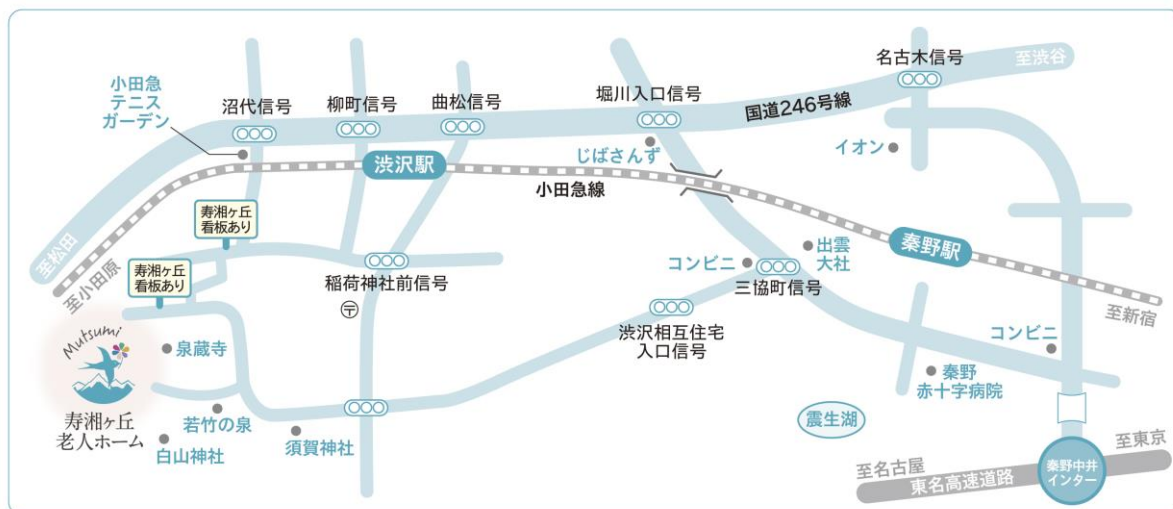 小田急
テニス
ガーデン
沼代信号
柳町信号
曲松信号
堀川入口信号
名古木信号
至渋谷
国道246号線
じばさんず
イオン
渋沢駅
小田急線
寿湘ヶ丘
看板あり
至松田
至小田原
寿湘ヶ丘
看板あり
稲荷神社前信号
〒
コンビニ
出雲
大社
三協町信号
秦野駅
至新宿
渋沢相互住宅
入口信号
コンビニ
Mutsumi
寿湘ヶ丘
老人ホーム
泉蔵寺
若竹の泉
白山神社
須賀神社
秦野
赤十字病院
震生湖
至名古屋
東名高速道路
至東京
秦野中井
インター